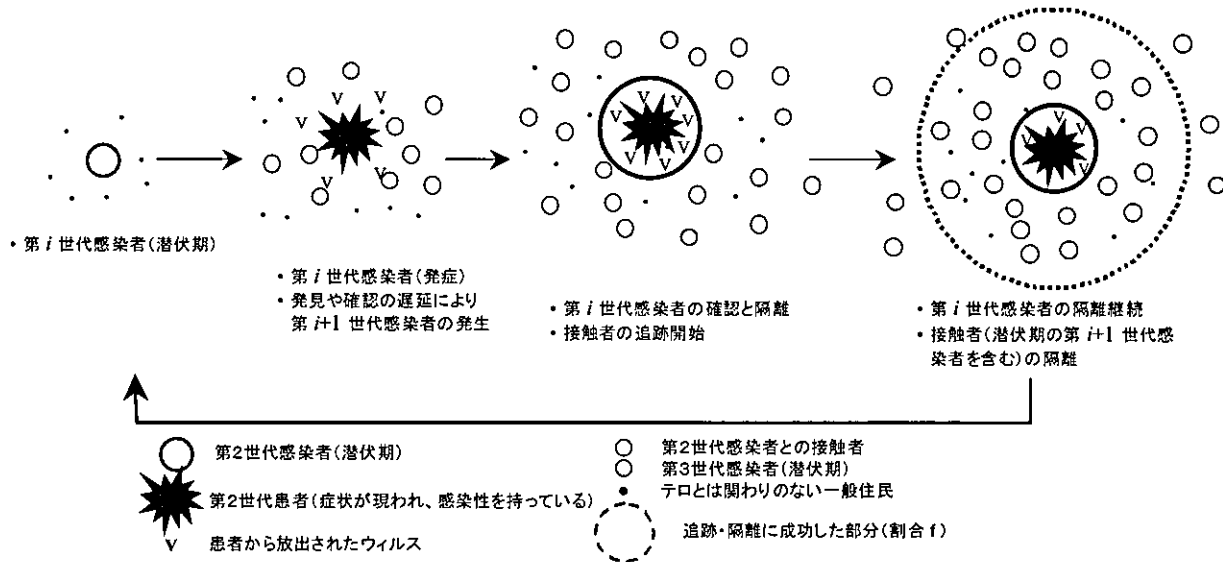 ・第 i 世代感染者(潜伏期)
・第 i 世代感染者(発症)
・発見や確認の遅延により
第 i+1 世代感染者の発生
・第 i 世代感染者の確認と隔離
・接触者の追跡開始
・第 i 世代感染者の隔離継続
・接触者(潜伏期の第 i+1 世代感
染者を含む)の隔離
第2世代感染者(潜伏期)
第2世代患者(症状が現われ、感染性を持っている)
v 患者から放出されたウィルス
第2世代感染者との接触者
第3世代感染者(潜伏期)
テロとは関わりのない一般住民
追跡・隔離に成功した部分(割合 f)